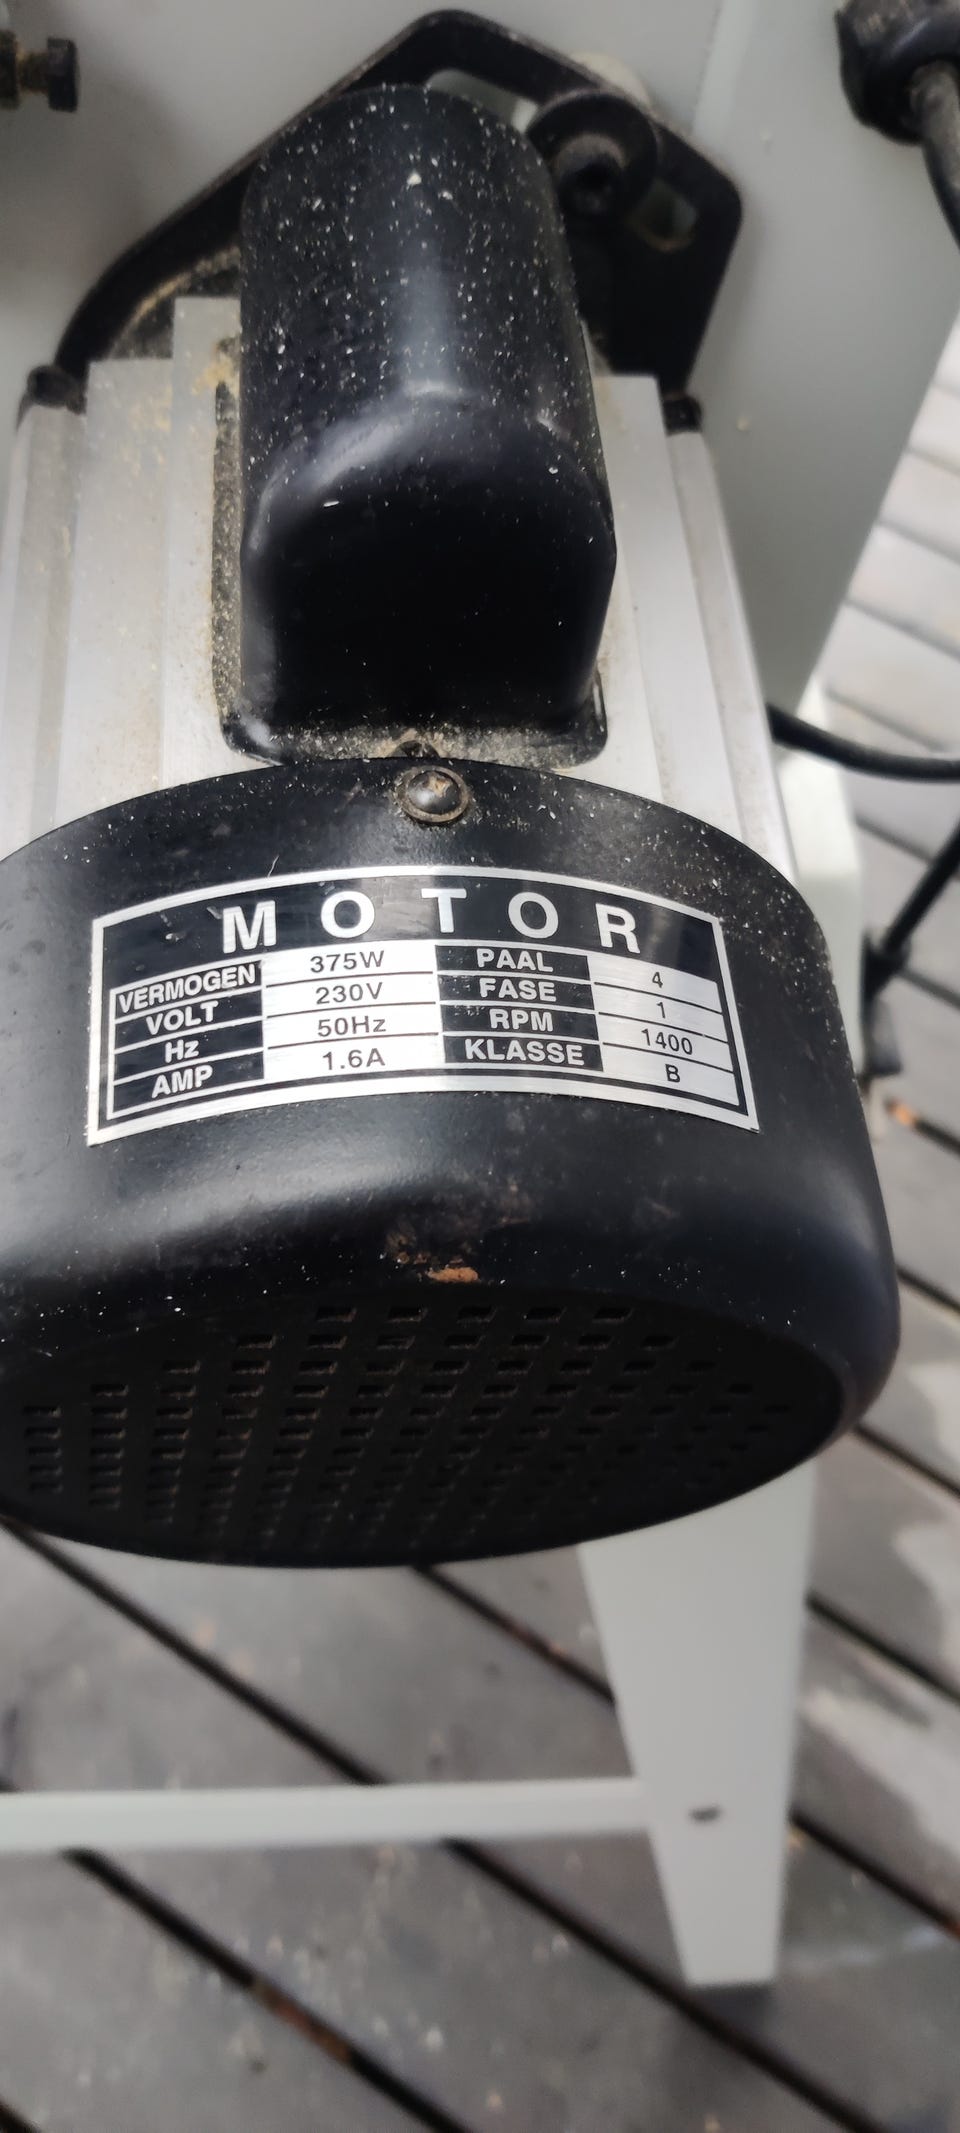 MOTOR
VERMOGEN 375W PAAL 4
VOLT 230V FASE 1
Hz 50Hz RPM 1400
AMP 1.6A KLASSE B